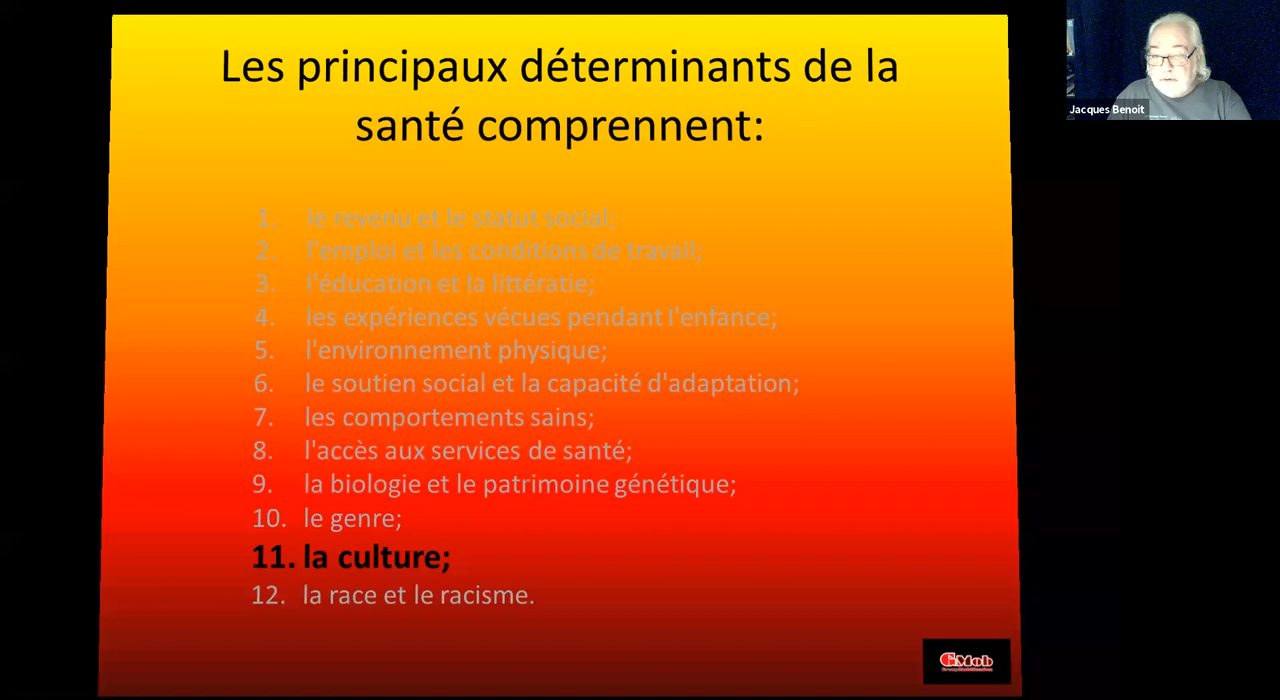 Les principaux déterminants de la
santé comprennent:
1. le revenu et le statut social;
2. l'emploi et les conditions de travail;
3. l'éducation et la littératie;
4. les expériences vécues pendant l'enfance;
5. l'environnement physique;
6. le soutien social et la capacité d'adaptation;
7. les comportements sains;
8. l'accès aux services de santé;
9. la biologie et le patrimoine génétique;
10. le genre;
11. la culture;
12. la race et le racisme.
Jacques Benoit
GMob